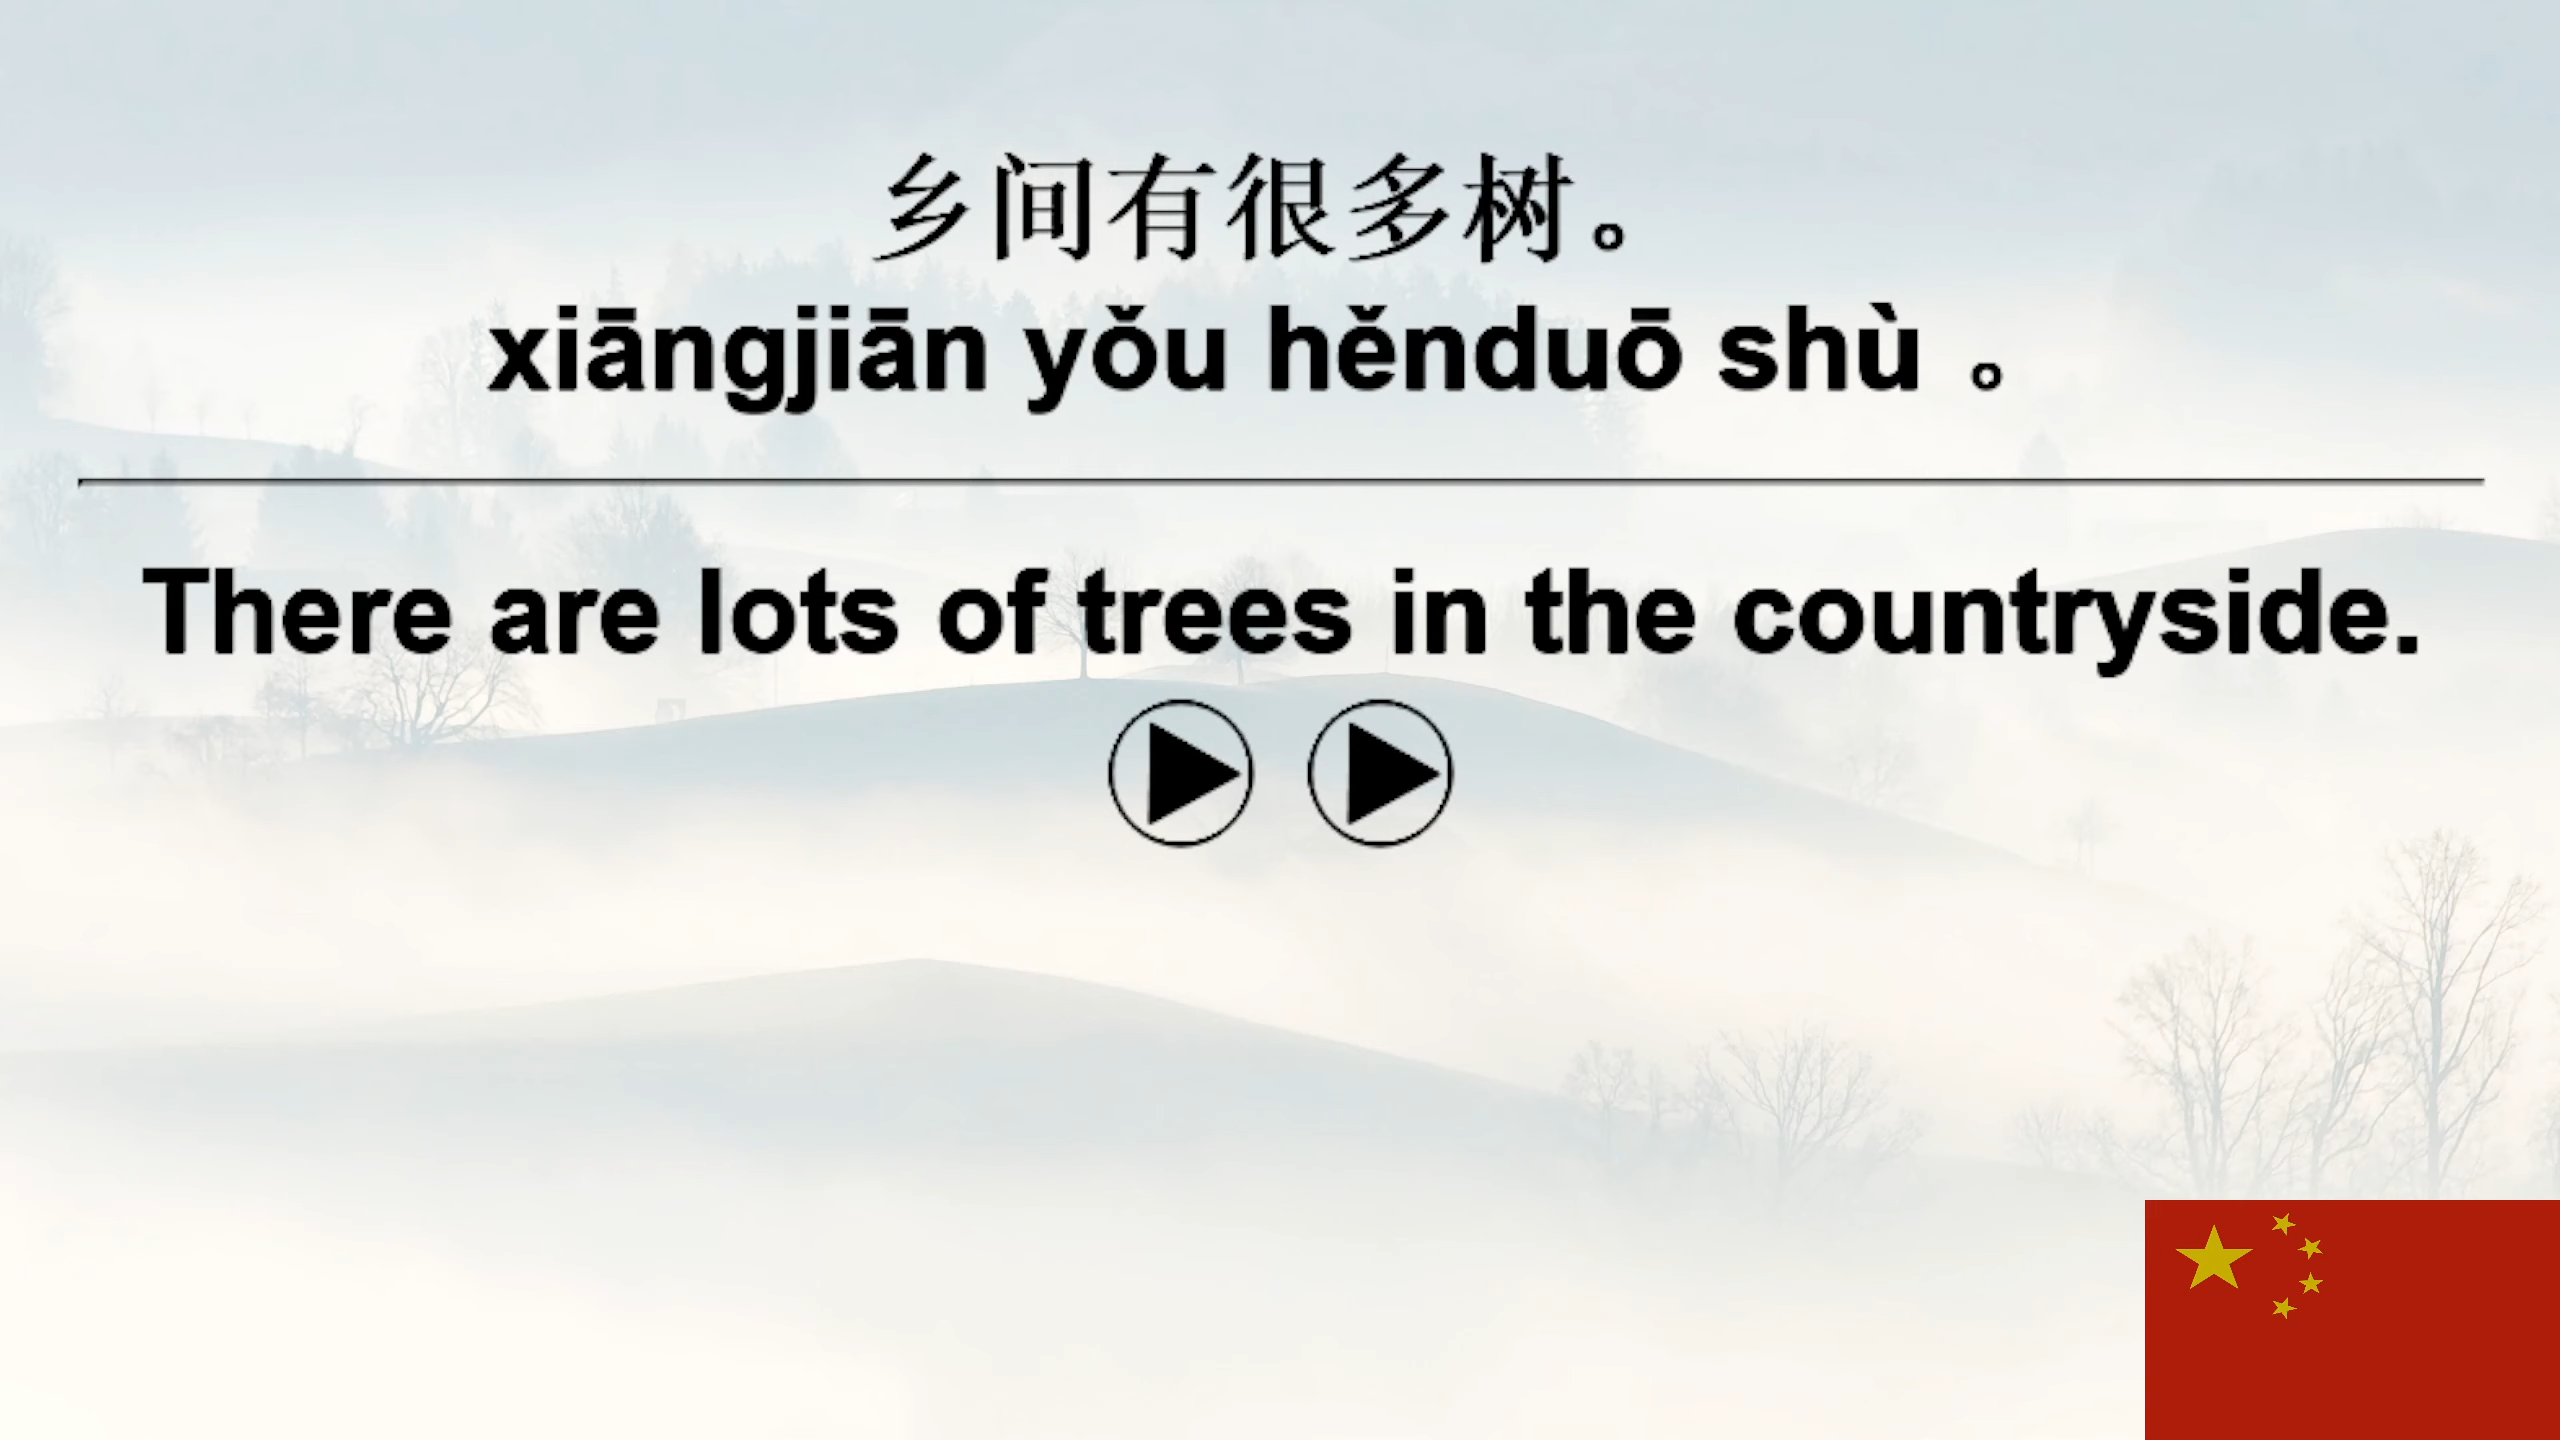 乡间有很多树。
xiāngjiān yǒu hěnduō shù 。
There are lots of trees in the countryside.